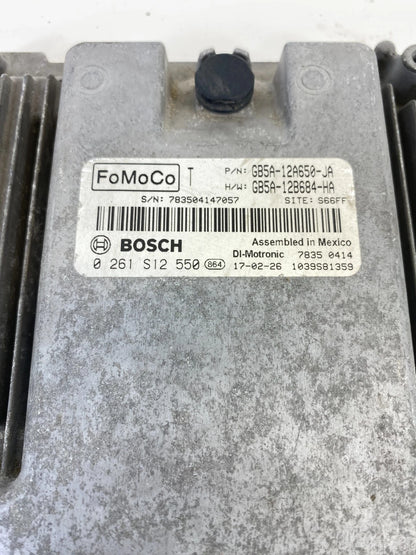 FoMoCo T P/N: GB5A-12A650-JA
H/W: GB5A-12B684-HA
S/N: 783504147057 SITE: S66FF
BOSCH Assembled in Mexico
DI-Motronic 7835 0414
0 261 S12 550 864 17-02-26 1039S81359